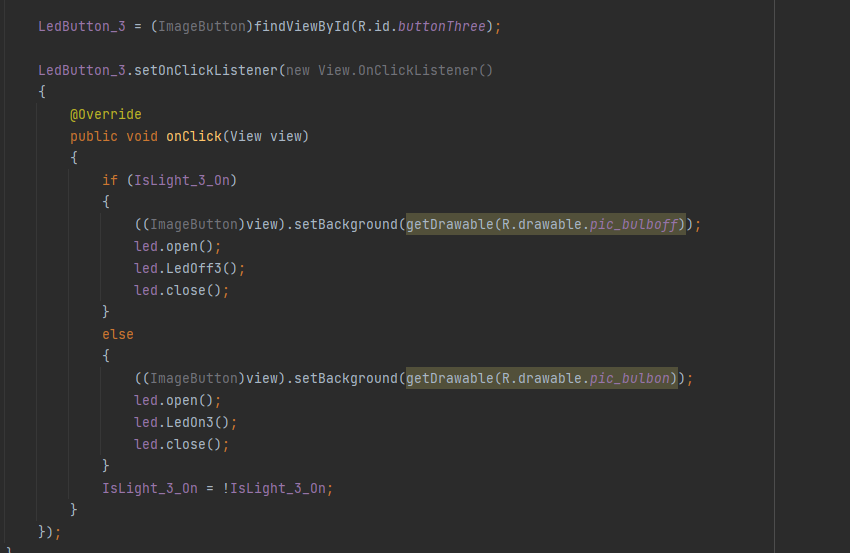 LedButton_3 = (ImageButton)findViewById(R.id.buttonThree);
LedButton_3.setOnClickListener(new View.OnClickListener()
{
@Override
public void onClick(View view)
{
if (IsLight_3_On)
{
((ImageButton)view).setBackground(getDrawable(R.drawable.pic_bulboff));
led.open();
led.LedOff3();
led.close();
}
else
{
((ImageButton)view).setBackground(getDrawable(R.drawable.pic_bulbon));
led.open();
led.LedOn3();
led.close();
}
IsLight_3_On = !IsLight_3_On;
}
});
}